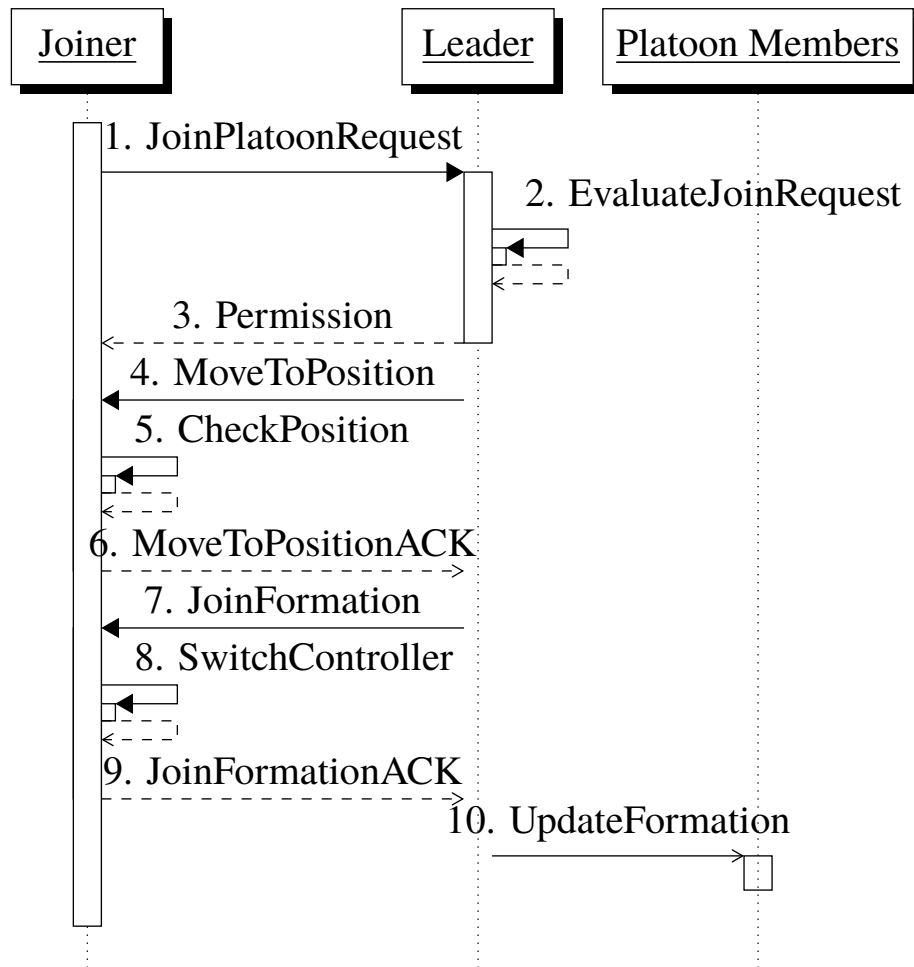 Joiner
Leader
Platoon Members
1. JoinPlatoonRequest
2. EvaluateJoinRequest
3. Permission
4. MoveToPosition
5. CheckPosition
6. MoveToPositionACK
7. JoinFormation
8. SwitchController
9. JoinFormationACK
10. UpdateFormation